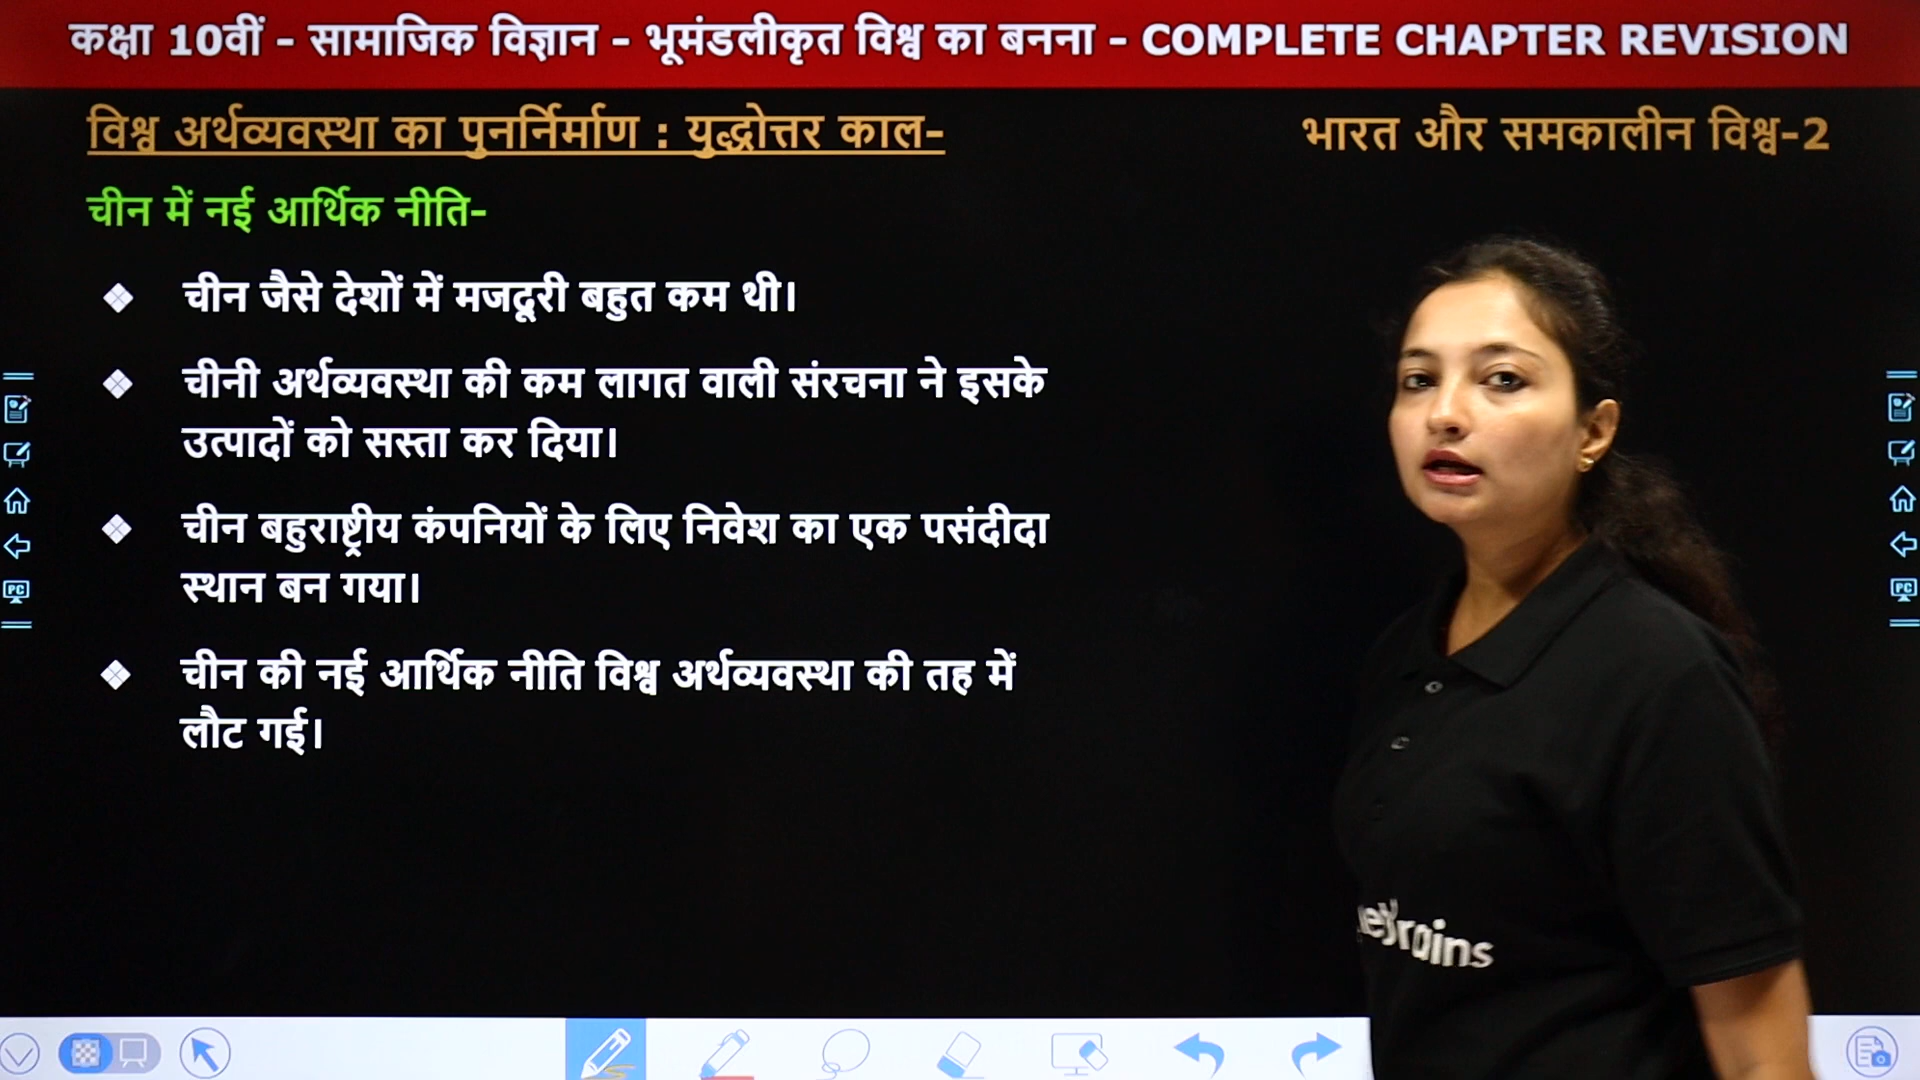 कक्षा 10वीं - सामाजिक विज्ञान - भूमंडलीकृत विश्व का बनना - COMPLETE CHAPTER REVISION
विश्व अर्थव्यवस्था का पुनर्निर्माण : युद्धोत्तर काल-
भारत और समकालीन विश्व-2
चीन में नई आर्थिक नीति-
चीन जैसे देशों में मजदूरी बहुत कम थी।
चीनी अर्थव्यवस्था की कम लागत वाली संरचना ने इसके
उत्पादों को सस्ता कर दिया।
चीन बहुराष्ट्रीय कंपनियों के लिए निवेश का एक पसंदीदा
स्थान बन गया।
चीन की नई आर्थिक नीति विश्व अर्थव्यवस्था की तह में
लौट गई।
PC
PC